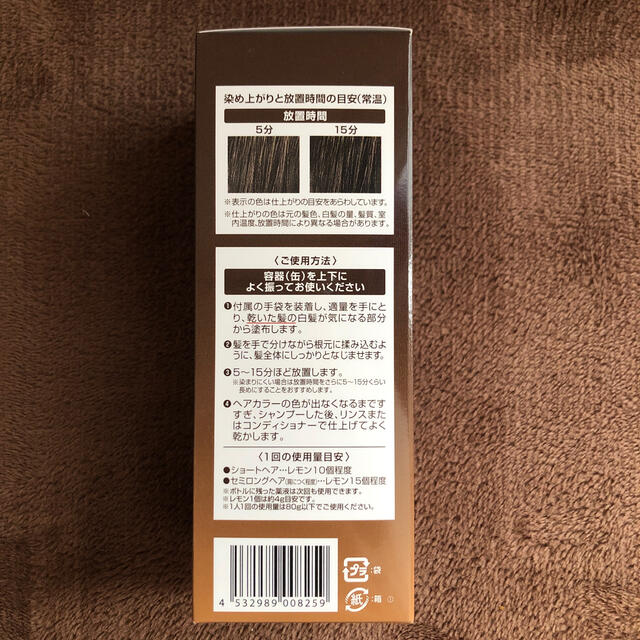 染め上がりと放置時間の目安(常温)
放置時間
5分 15分
※表示の色は仕上がりの目安をあらわしています。
※仕上がりの色は元の髪色、白髪の量、髪質、室
内温度、放置時間により異なる場合があります。
〈ご使用方法〉
容器(缶)を上下に
よく振ってお使いください
❶付属の手袋を装着し、適量を手にと
り、乾いた髪の白髪が気になる部分
から塗布します。
❷髪を手で分けながら根元に揉み込むよ
うに、髪全体にしっかりとなじませます。
❸5〜15分ほど放置します。
※染まりにくい場合は放置時間をさらに5〜15分くらい
長めにすることをおすすめします。
❹ヘアカラーの色が出なくなるまです
すぎ、シャンプーした後、リンスまた
はコンディショナーで仕上げてよく
乾かします。
〈1回の使用量目安〉
●ショートヘア…レモン10個程度
●セミロングヘア(肩につく程度)…レモン15個程度
※ボトルに残った薬液は次回も使用できます。
※レモン1個は約4g目安です。
※1人1回の使用量は80g以下でご使用ください。
プラ :袋
紙 :箱 ①
4 532989 008259